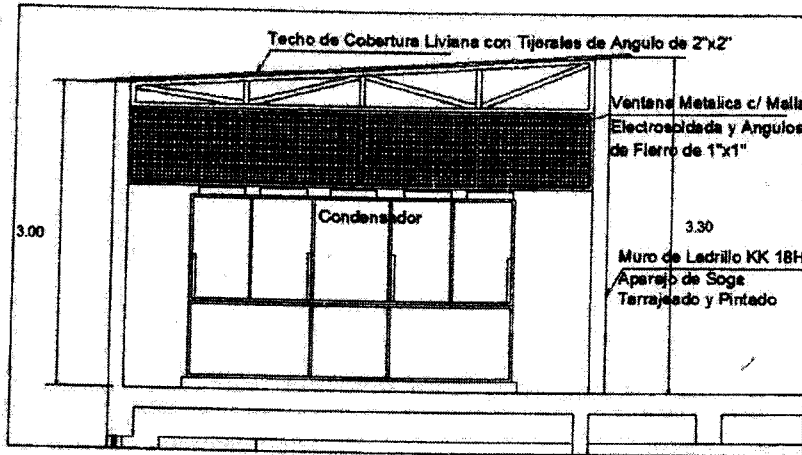 Techo de Cobertura Liviana con Tijerales de Angulo de 2"x2"
Ventana Metalica c/ Malla
Electrosoldada y Angulos
de Fierro de 1"x1"
Condensador
3.00
3.30
Muro de Ladrillo KK 18H
Aparejo de Soga
Tarrajeado y Pintado